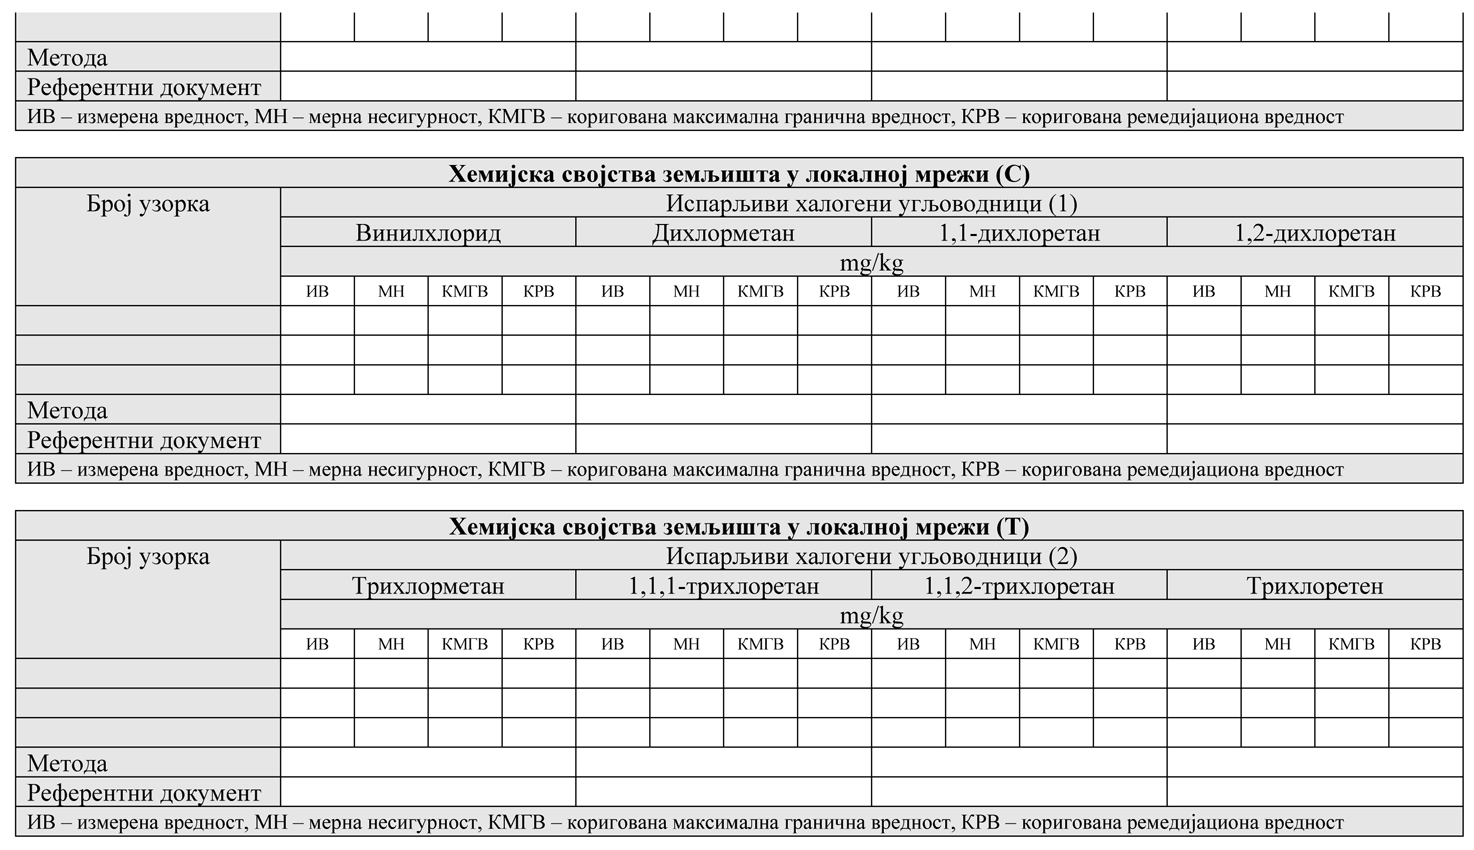 Метода
Референтни документ
ИВ – измерена вредност, МН – мерна несигурност, КМГВ – коригована максимална гранична вредност, КРВ – коригована ремедијациона вредност
Хемијска својства земљишта у локалној мрежи (С)
Број узорка Испарљиви халогени угљоводници (1)
Винилхлорид Дихлорметан 1,1-дихлоретан 1,2-дихлоретан
mg/kg
ИВ МН КМГВ КРВ ИВ МН КМГВ КРВ ИВ МН КМГВ КРВ ИВ МН КМГВ КРВ
Метода
Референтни документ
ИВ – измерена вредност, МН – мерна несигурност, КМГВ – коригована максимална гранична вредност, КРВ – коригована ремедијациона вредност
Хемијска својства земљишта у локалној мрежи (Т)
Број узорка Испарљиви халогени угљоводници (2)
Трихлорметан 1,1,1-трихлоретан 1,1,2-трихлоретан Трихлоретен
mg/kg
ИВ МН КМГВ КРВ ИВ МН КМГВ КРВ ИВ МН КМГВ КРВ ИВ МН КМГВ КРВ
Метода
Референтни документ
ИВ – измерена вредност, МН – мерна несигурност, КМГВ – коригована максимална гранична вредност, КРВ – коригована ремедијациона вредност